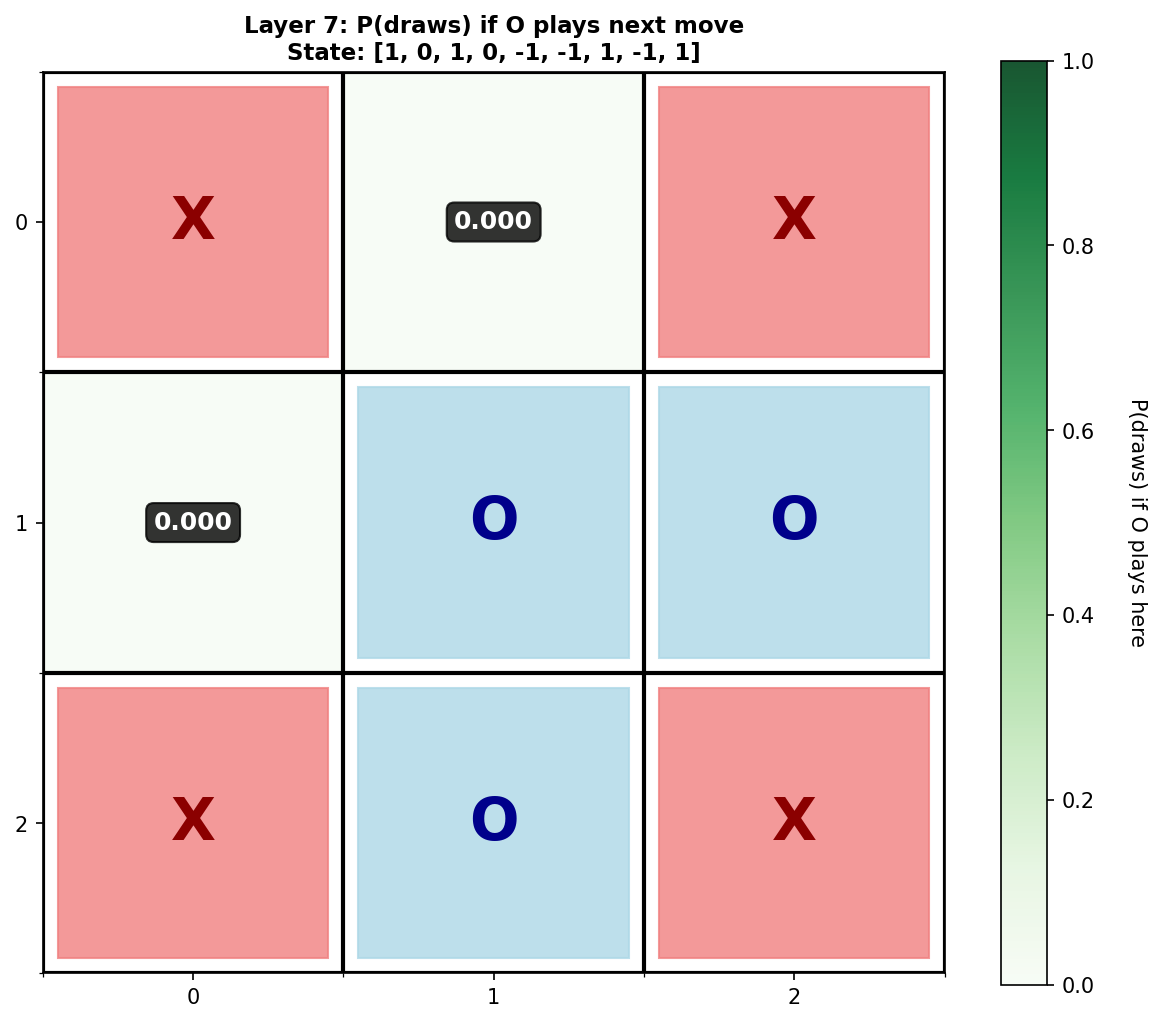 Layer 7: P(draws) if O plays next move
State: [1, 0, 1, 0, -1, -1, 1, -1, 1]
X
0.000
X
0
0.000
O
O
1
X
O
X
2
0
1
2
1.0
0.8
0.6
0.4
0.2
0.0
P(draws) if O plays here